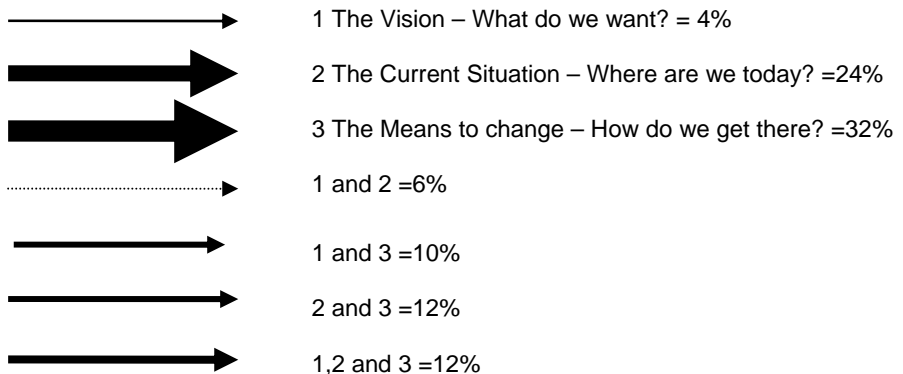 1 The Vision – What do we want? = 4%
2 The Current Situation – Where are we today? =24%
3 The Means to change – How do we get there? =32%
1 and 2 =6%
1 and 3 =10%
2 and 3 =12%
1,2 and 3 =12%